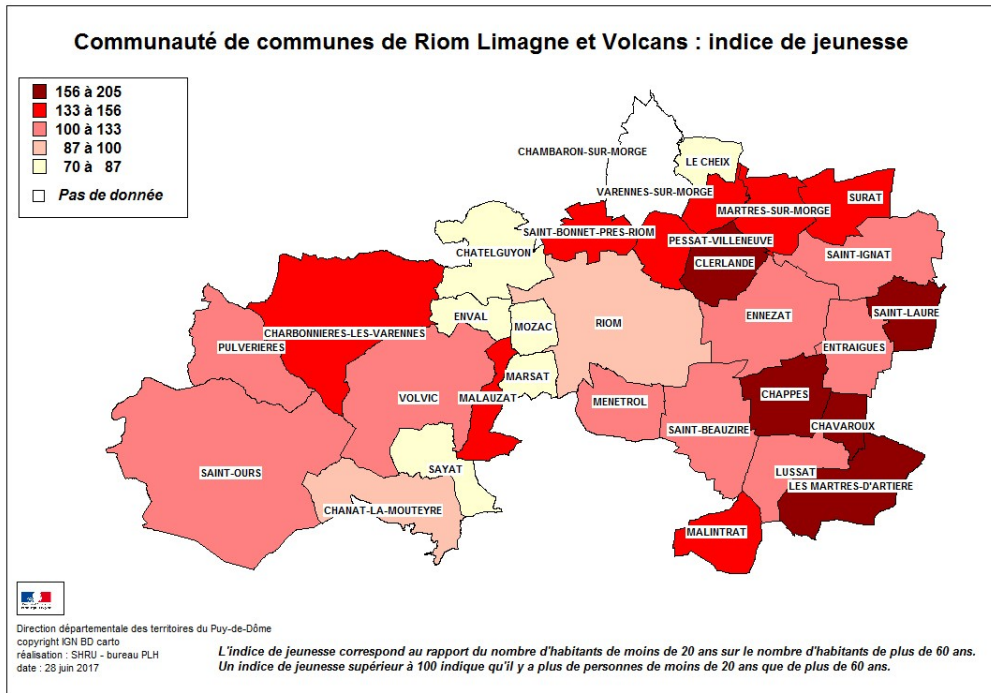 Communauté de communes de Riom Limagne et Volcans : indice de jeunesse
156 à 205
133 à 156
100 à 133
87 à 100
70 à 87
Pas de donnée
CHAMBARON-SUR-MORGE
LE CHEIX
VARENNES-SUR-MORGE
MARTRES-SUR-MORGE
SURAT
SAINT-BONNET-PRES-RIOM
PESSAT-VILLENEUVE
CHATELGUYON
CLERLANDE
SAINT-IGNAT
SAINT-LAURE
ENVAL
MOZAC
RIOM
ENNEZAT
CHARBONNIERES-LES-VARENNES
PULVERIERES
ENTRAIGUES
MARSAT
VOLVIC
MALAUZAT
MENETROL
CHAPPES
CHAVAROUX
SAINT-BEAUZIRE
SAINT-OURS
SAYAT
LUSSAT
LES MARTRES-D'ARTIERE
CHANAT-LA-MOUTEYRE
MALINTRAT
Direction départementale des territoires du Puy-de-Dôme
copyright IGN BD carto
réalisation : SHRU - bureau PLH
date : 28 juin 2017
L'indice de jeunesse correspond au rapport du nombre d'habitants de moins de 20 ans sur le nombre d'habitants de plus de 60 ans.
Un indice de jeunesse supérieur à 100 indique qu'il y a plus de personnes de moins de 20 ans que de plus de 60 ans.